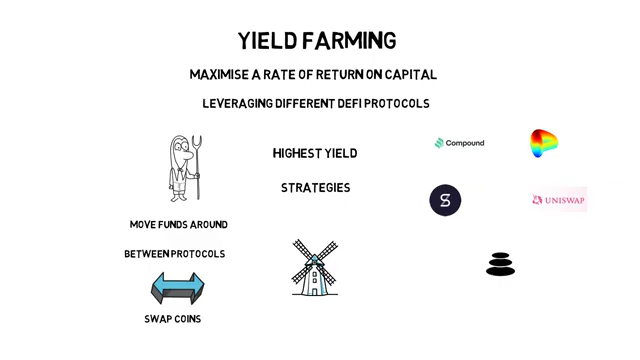 YIELD FARMING
MAXIMISE A RATE OF RETURN ON CAPITAL
LEVERAGING DIFFERENT DEFI PROTOCOLS
HIGHEST YIELD
STRATEGIES
Compound
UNISWAP
MOVE FUNDS AROUND
BETWEEN PROTOCOLS
SWAP COINS